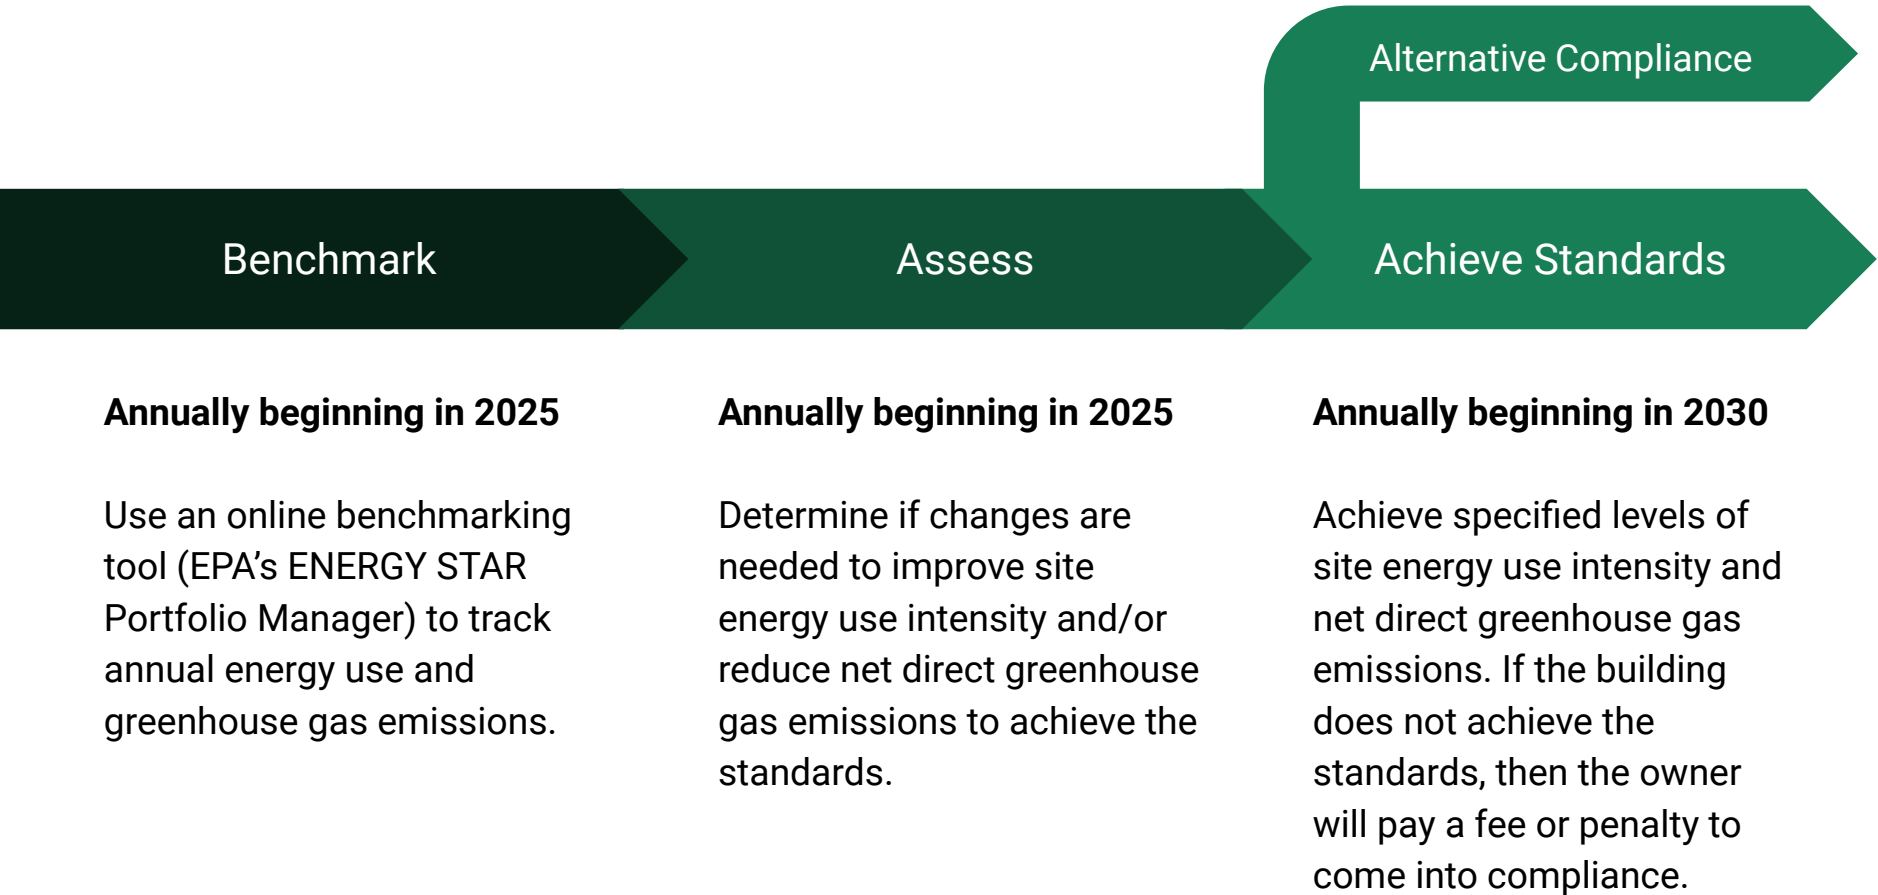 Alternative Compliance
Benchmark
Assess
Achieve Standards
Annually beginning in 2025
Use an online benchmarking
tool (EPA’s ENERGY STAR
Portfolio Manager) to track
annual energy use and
greenhouse gas emissions.
Annually beginning in 2025
Determine if changes are
needed to improve site
energy use intensity and/or
reduce net direct greenhouse
gas emissions to achieve the
standards.
Annually beginning in 2030
Achieve specified levels of
site energy use intensity and
net direct greenhouse gas
emissions. If the building
does not achieve the
standards, then the owner
will pay a fee or penalty to
come into compliance.